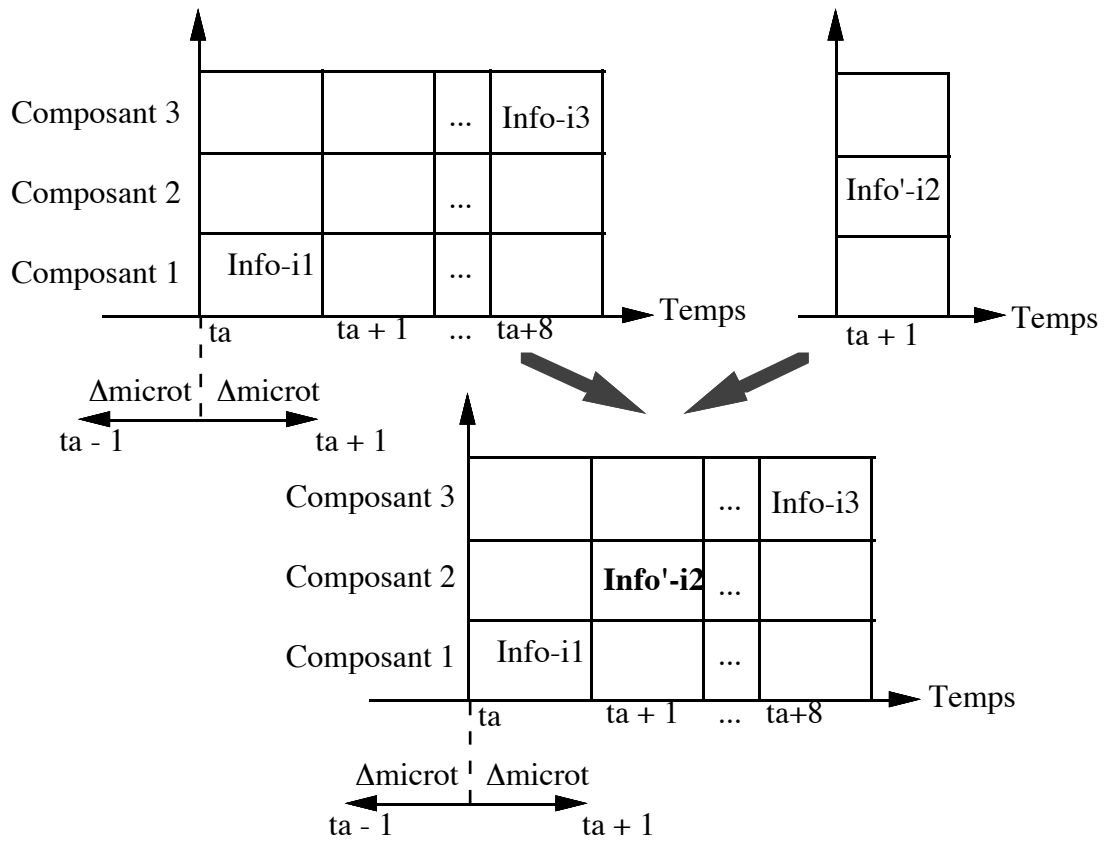 Composant 3 ... Info-i3
Composant 2 ... Info'-i2
Composant 1 Info-i1 ...
Temps Temps
ta ta + 1 ... ta+8 ta + 1
Δmicrot Δmicrot
ta - 1 ta + 1
Composant 3 ... Info-i3
Composant 2 Info'-i2 ...
Composant 1 Info-i1 ...
Temps
ta ta + 1 ... ta+8
Δmicrot Δmicrot
ta - 1 ta + 1